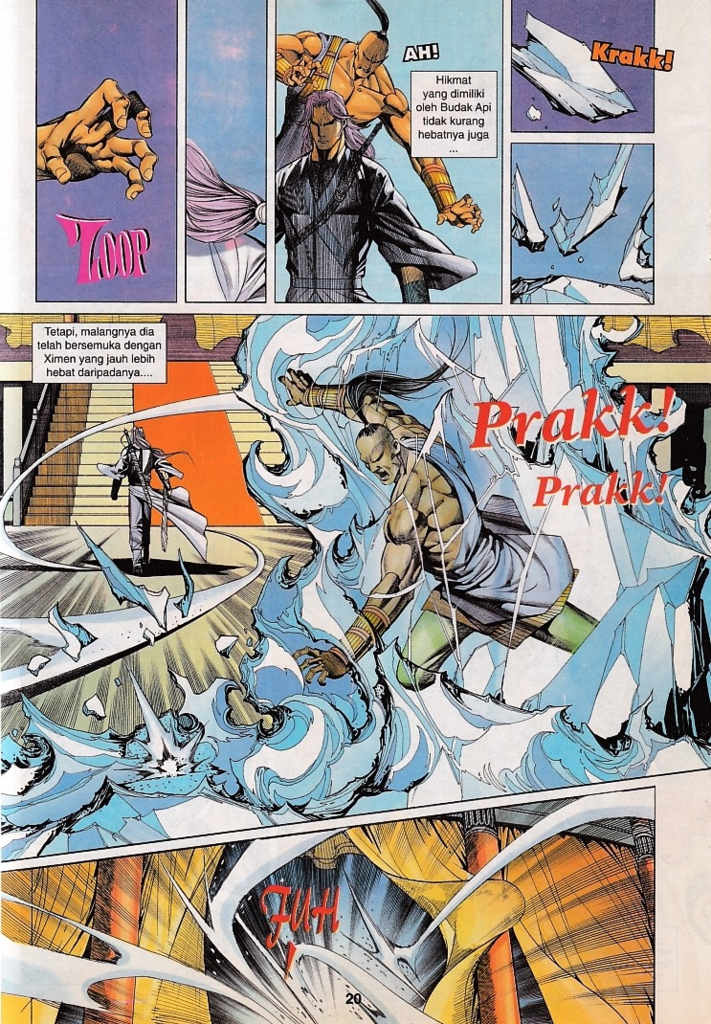 ZOOP
AH!
Hikmat
yang dimiliki
oleh Budak Api
tidak kurang
hebatnya juga
...
Krakk!
Tetapi, malangnya dia
telah bersemuka dengan
Ximen yang jauh lebih
hebat daripadanya....
Prakk!
Prakk!
FUH
!
20